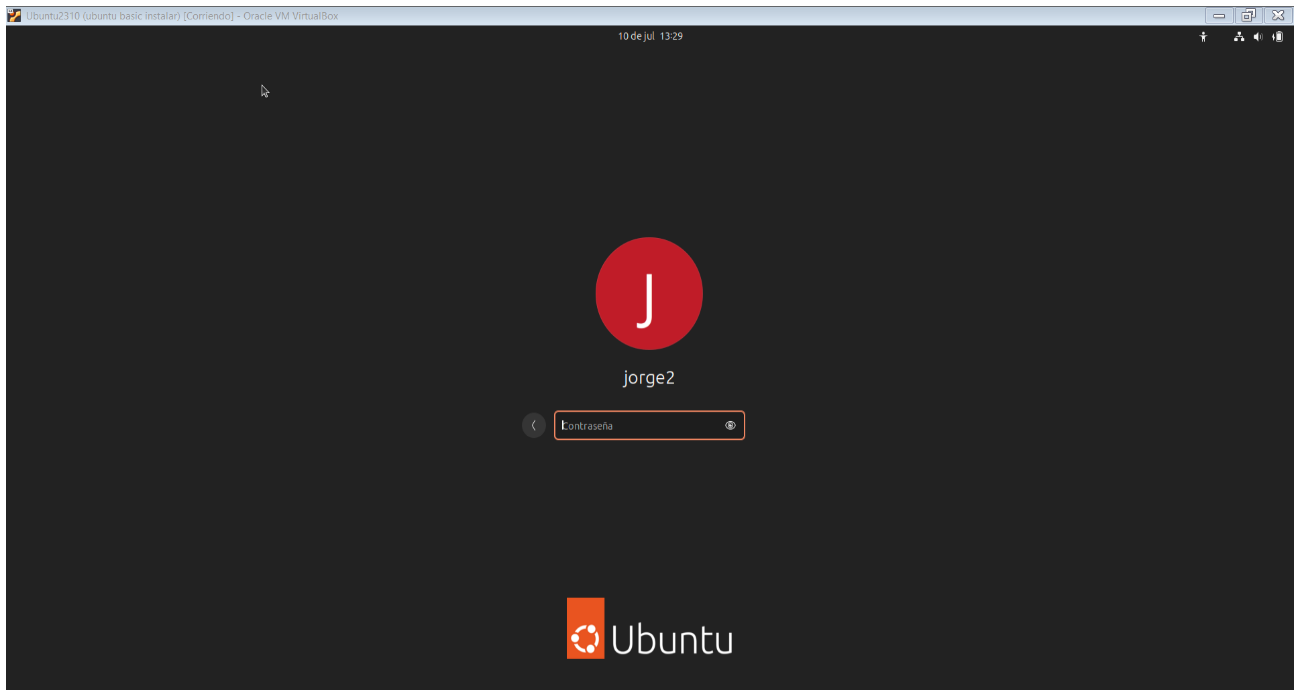 Ubuntu2310 (ubuntu basic instalar) [Corriendo] - Oracle VM VirtualBox
10 de jul 13:29
J
jorge2
Contraseña
Ubuntu